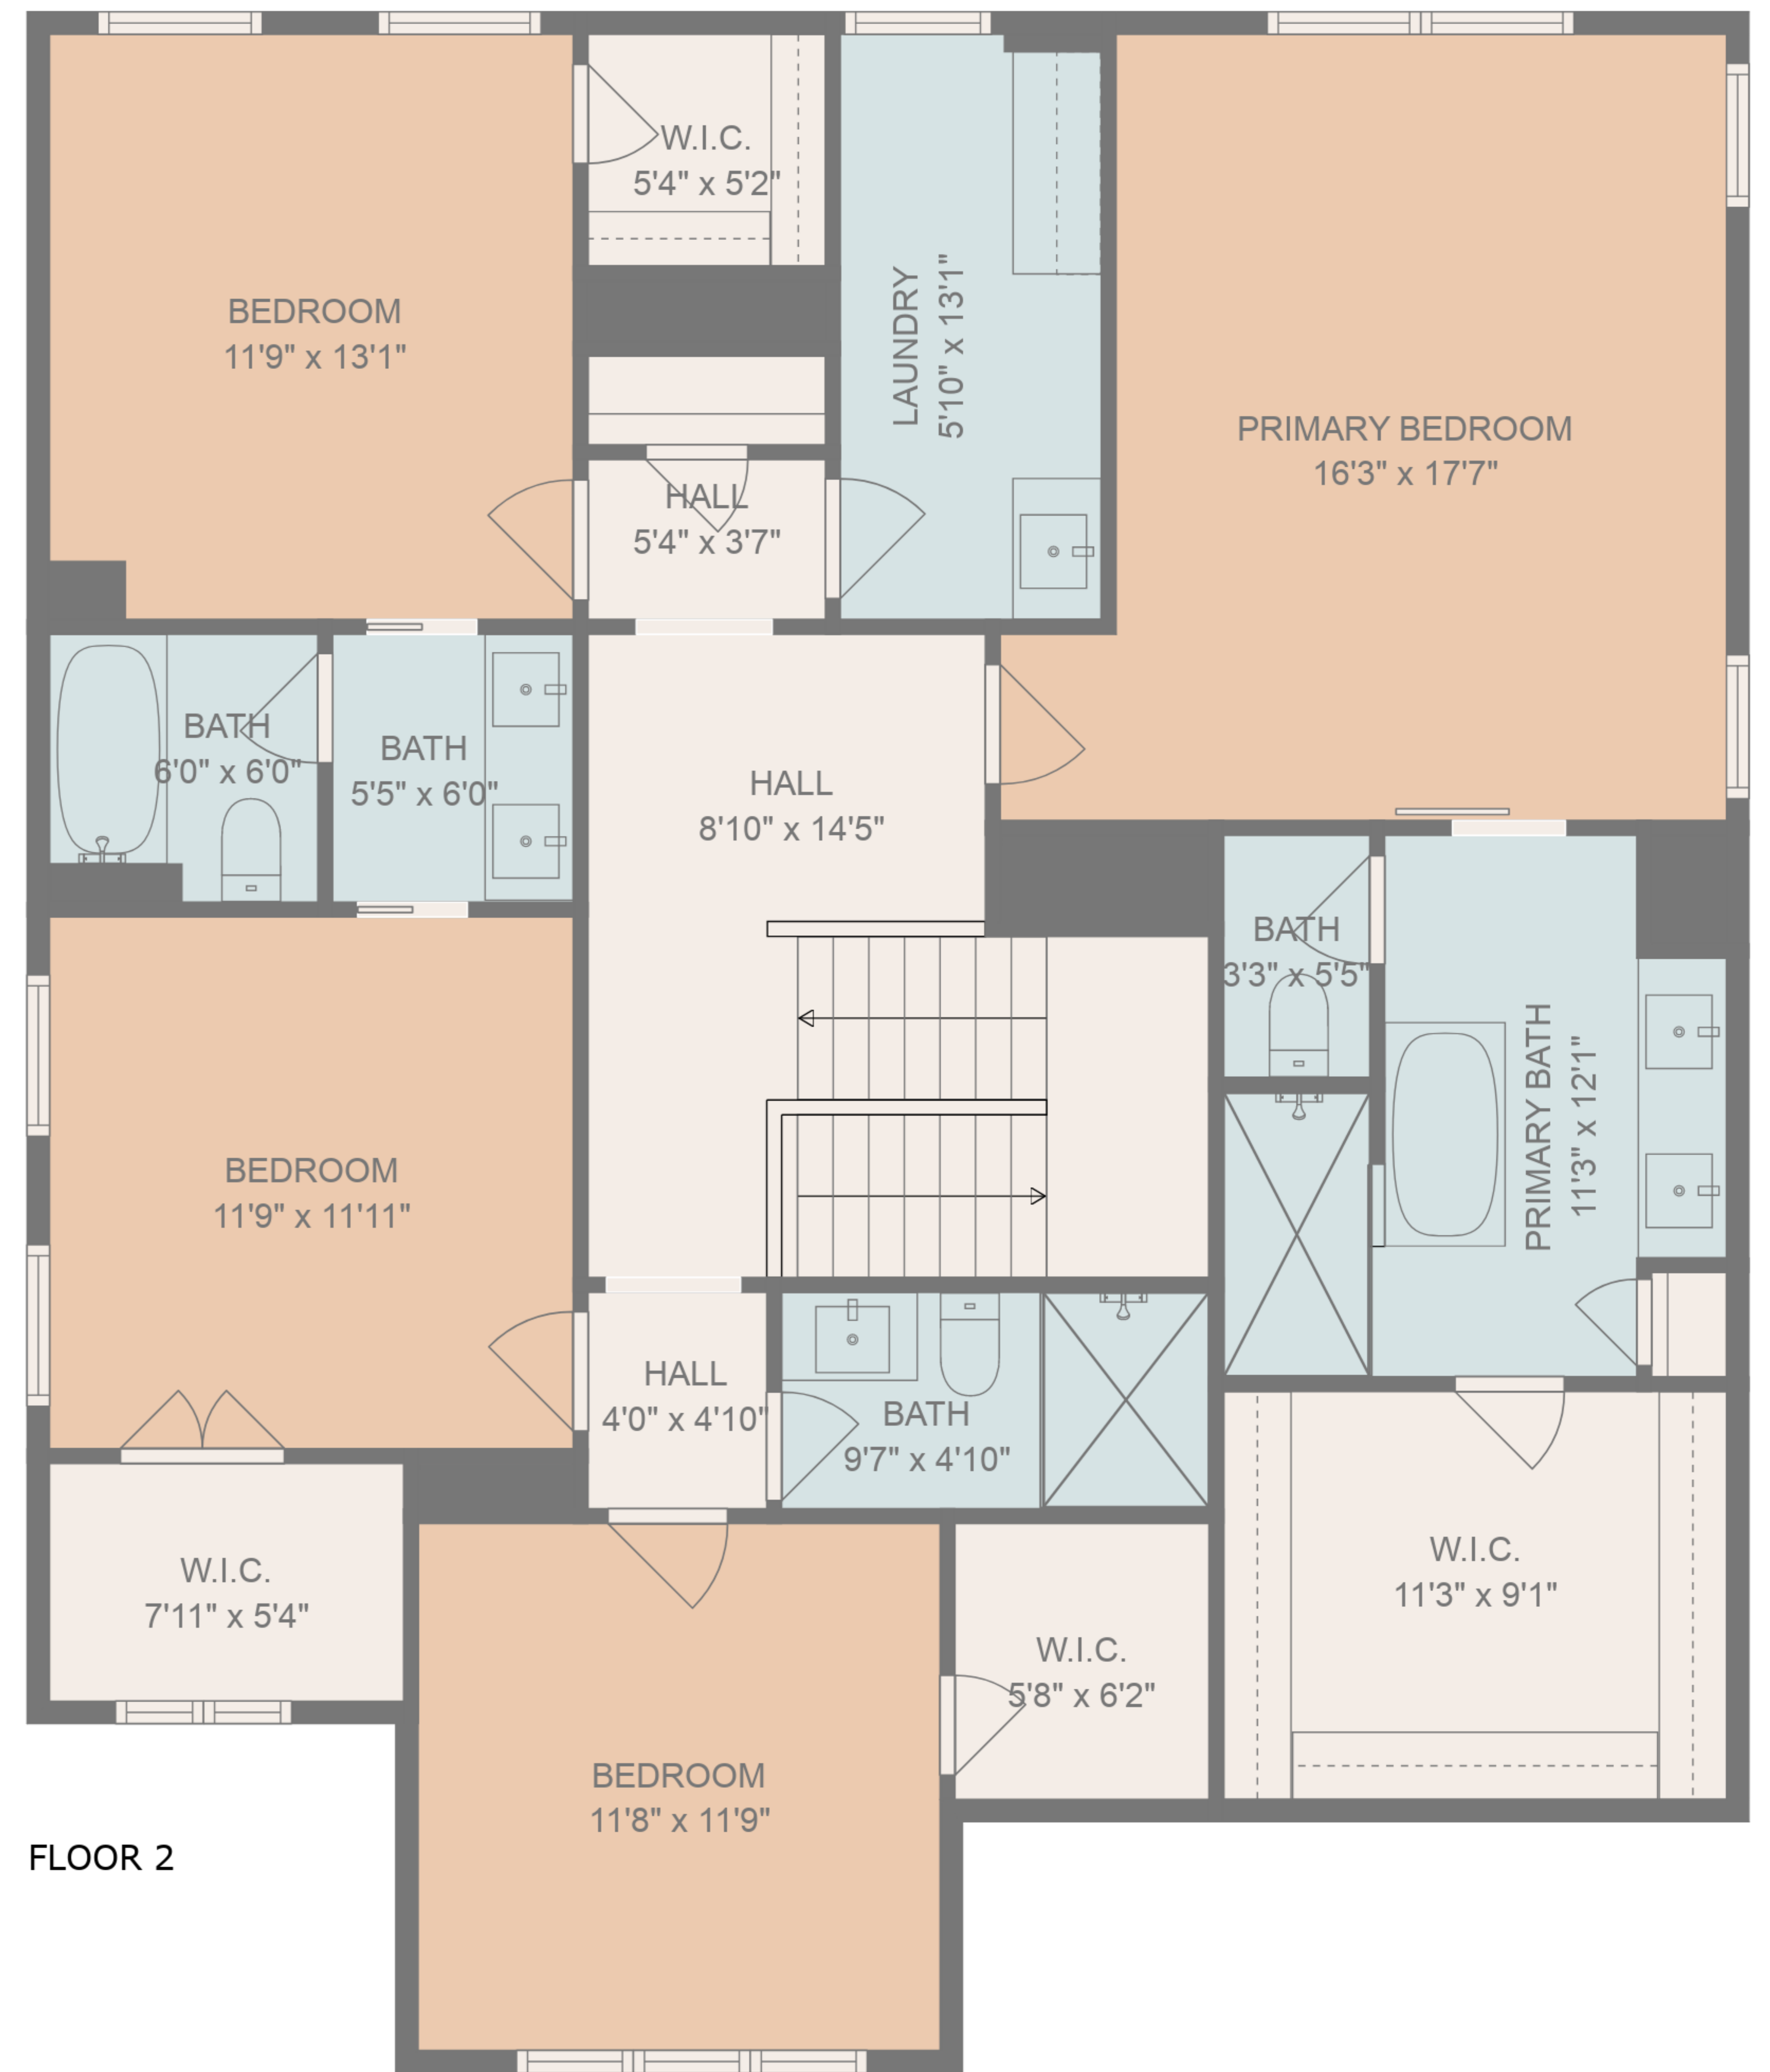 W.I.C.
5'4" x 5'2"
BEDROOM
11'9" x 13'1"
LAUNDRY
5'10" x 13'1"
PRIMARY BEDROOM
16'3" x 17'7"
HALL
5'4" x 3'7"
BATH
6'0" x 6'0"
BATH
5'5" x 6'0"
HALL
8'10" x 14'5"
BATH
3'3" x 5'5"
PRIMARY BATH
11'3" x 12'1"
BEDROOM
11'9" x 11'11"
HALL
4'0" x 4'10"
BATH
9'7" x 4'10"
W.I.C.
7'11" x 5'4"
W.I.C.
11'3" x 9'1"
W.I.C.
5'8" x 6'2"
BEDROOM
11'8" x 11'9"
FLOOR 2